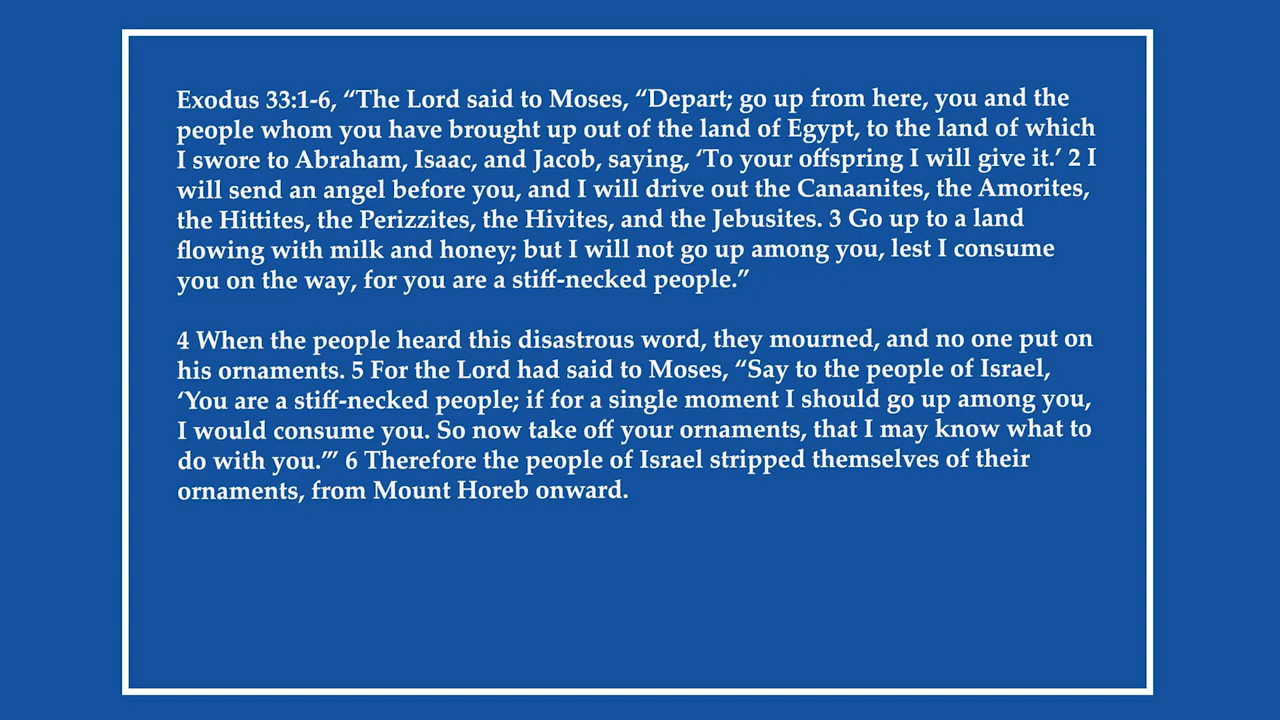 Exodus 33:1-6, “The Lord said to Moses, “Depart; go up from here, you and the
people whom you have brought up out of the land of Egypt, to the land of which
I swore to Abraham, Isaac, and Jacob, saying, ‘To your offspring I will give it.’ 2 I
will send an angel before you, and I will drive out the Canaanites, the Amorites,
the Hittites, the Perizzites, the Hivites, and the Jebusites. 3 Go up to a land
flowing with milk and honey; but I will not go up among you, lest I consume
you on the way, for you are a stiff-necked people.”
4 When the people heard this disastrous word, they mourned, and no one put on
his ornaments. 5 For the Lord had said to Moses, “Say to the people of Israel,
‘You are a stiff-necked people; if for a single moment I should go up among you,
I would consume you. So now take off your ornaments, that I may know what to
do with you.’” 6 Therefore the people of Israel stripped themselves of their
ornaments, from Mount Horeb onward.